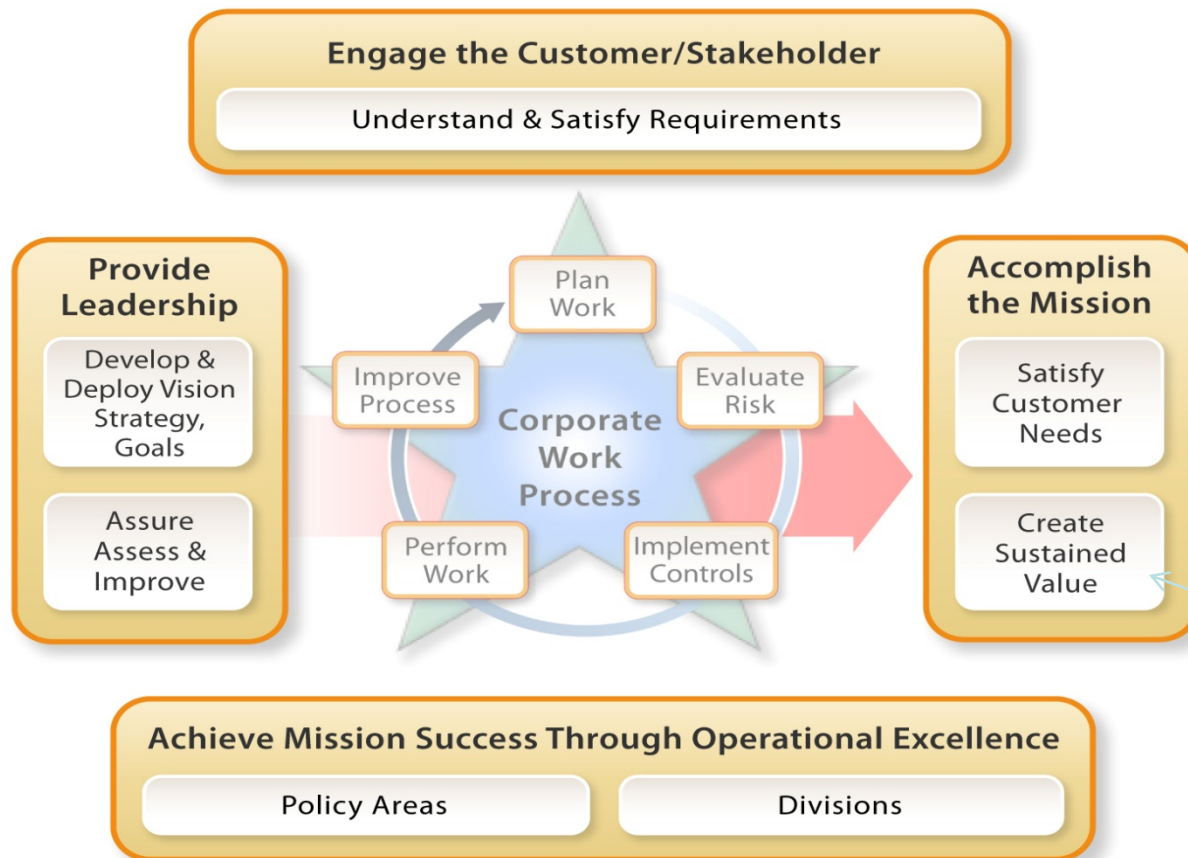 Engage the Customer/Stakeholder
Understand & Satisfy Requirements
Provide
Leadership
Develop &
Deploy Vision
Strategy,
Goals
Assure
Assess &
Improve
Plan
Work
Improve
Process
Evaluate
Risk
Corporate
Work
Process
Perform
Work
Implement
Controls
Accomplish
the Mission
Satisfy
Customer
Needs
Create
Sustained
Value
Achieve Mission Success Through Operational Excellence
Policy Areas
Divisions